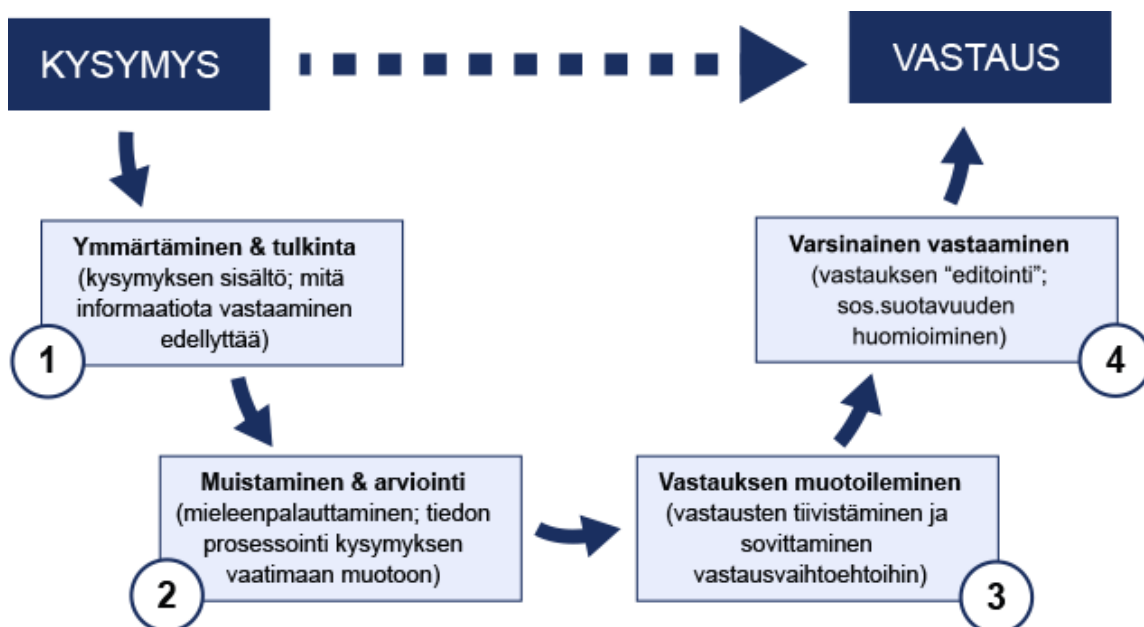 KYSYMYS
VASTAUS
Ymmärtäminen & tulkinta
(kysymyksen sisältö; mitä
informaatiota vastaaminen
edellyttää)
1
Muistaminen & arviointi
(mieleenpalauttaminen; tiedon
prosessointi kysymyksen
vaatimaan muotoon)
2
Vastauksen muotoileminen
(vastausten tiivistäminen ja
sovittaminen
vastausvaihtoehtoihin)
3
Varsinainen vastaaminen
(vastauksen “editointi”;
sos.suotavuuden
huomioiminen)
4